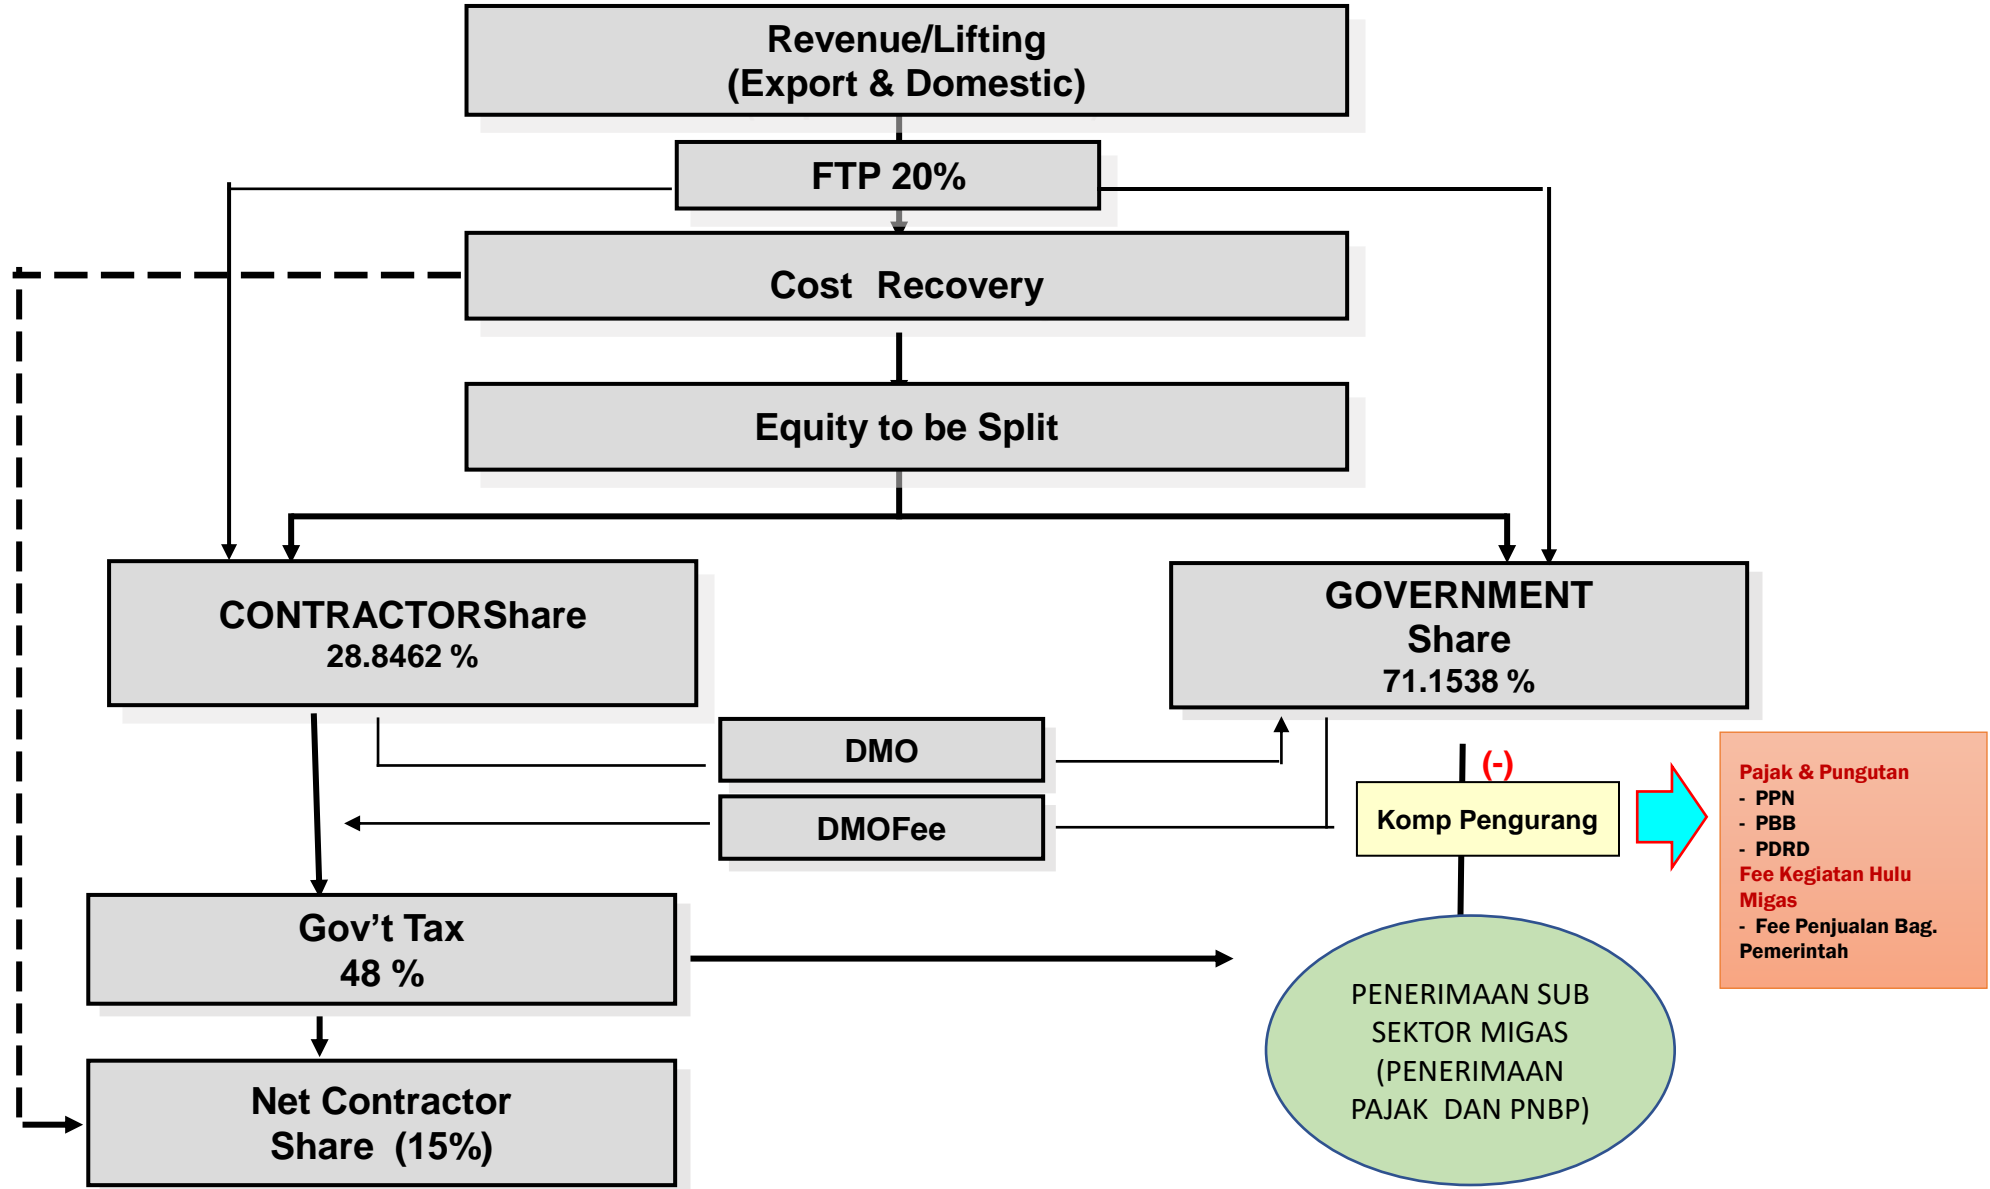 Revenue/Lifting
(Export & Domestic)
FTP 20%
Cost Recovery
Equity to be Split
CONTRACTORShare
28.8462 %
GOVERNMENT
Share
71.1538 %
DMO
DMOFee
(-)
Komp Pengurang
Pajak & Pungutan
- PPN
- PBB
- PDRD
Fee Kegiatan Hulu
Migas
- Fee Penjualan Bag.
Pemerintah
Gov’t Tax
48 %
PENERIMAAN SUB
SEKTOR MIGAS
(PENERIMAAN
PAJAK DAN PNBP)
Net Contractor
Share (15%)